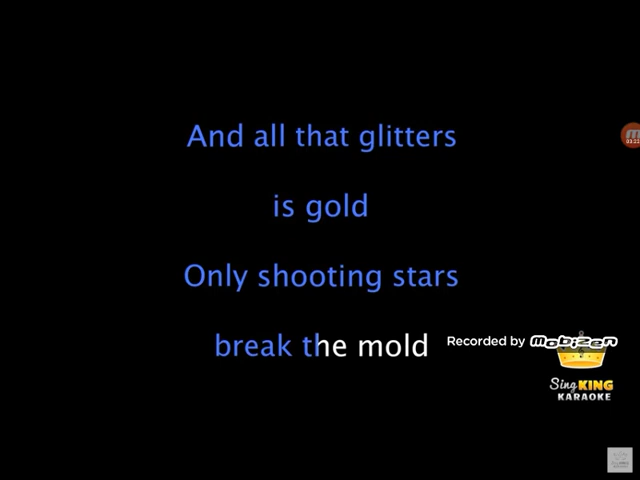 And all that glitters
is gold
Only shooting stars
break the mold
Recorded by Mobizen
Sing KING
KARAOKE